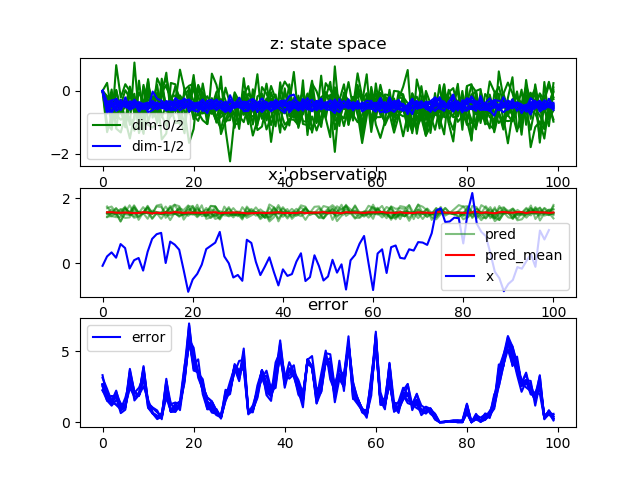 z: state space
0
−2
dim-0/2
dim-1/2
0 20 40 60 80 100
x: observation
2
0
pred
pred_mean
x
0 20 40 60 80 100
error
5
0
error
0 20 40 60 80 100